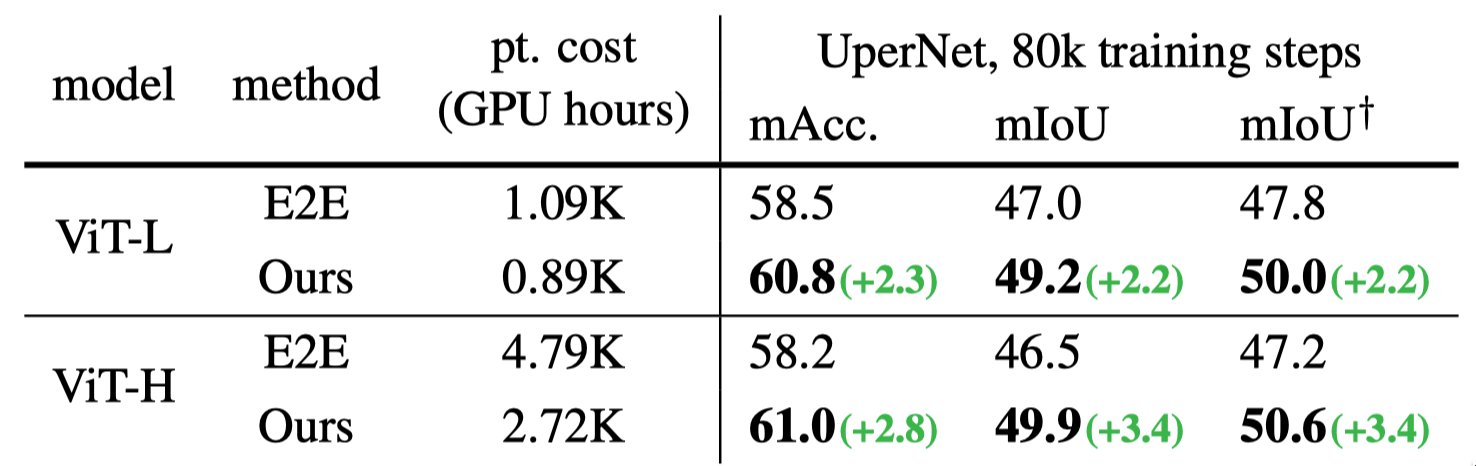 model method pt. cost (GPU hours) UperNet, 80k training steps
mAcc. mIoU mIoU†
ViT-L E2E 1.09K 58.5 47.0 47.8
Ours 0.89K 60.8(+2.3) 49.2(+2.2) 50.0(+2.2)
ViT-H E2E 4.79K 58.2 46.5 47.2
Ours 2.72K 61.0(+2.8) 49.9(+3.4) 50.6(+3.4)